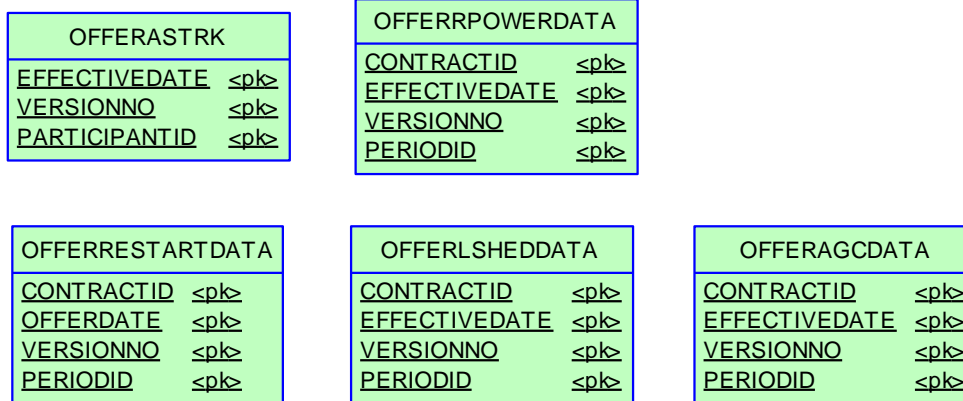 OFFERASTRK
EFFECTIVEDATE <pk>
VERSIONNO <pk>
PARTICIPANTID <pk>
OFFERRPOWERDATA
CONTRACTID <pk>
EFFECTIVEDATE <pk>
VERSIONNO <pk>
PERIODID <pk>
OFFERRESTARTDATA
CONTRACTID <pk>
OFFERDATE <pk>
VERSIONNO <pk>
PERIODID <pk>
OFFERLSHEDDATA
CONTRACTID <pk>
EFFECTIVEDATE <pk>
VERSIONNO <pk>
PERIODID <pk>
OFFERAGCDATA
CONTRACTID <pk>
EFFECTIVEDATE <pk>
VERSIONNO <pk>
PERIODID <pk>